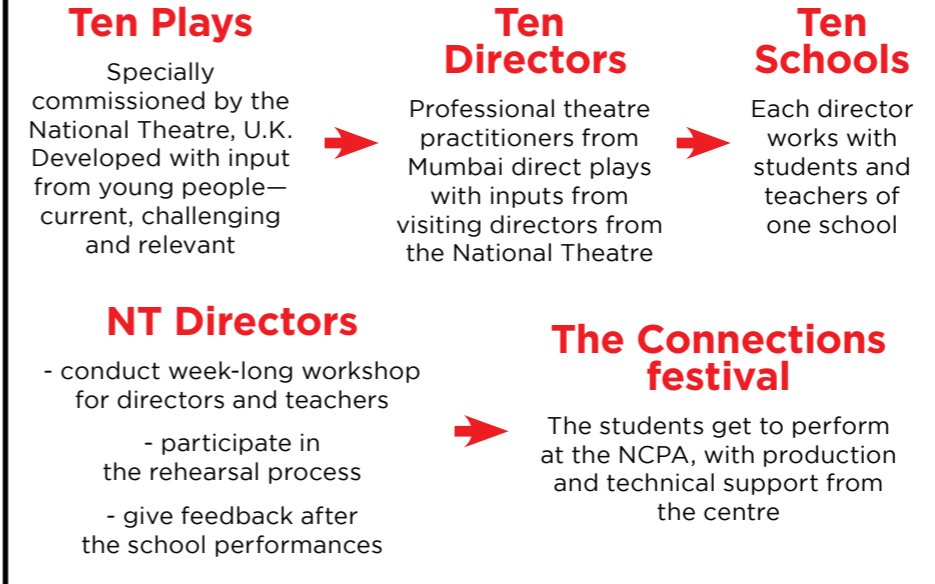 Ten Plays
Specially
commissioned by the
National Theatre, U.K.
Developed with input
from young people—
current, challenging
and relevant
Ten
Directors
Professional theatre
practitioners from
Mumbai direct plays
with inputs from
visiting directors from
the National Theatre
Ten
Schools
Each director
works with
students and
teachers of
one school
NT Directors
- conduct week-long workshop
for directors and teachers
- participate in
the rehearsal process
- give feedback after
the school performances
The Connections
festival
The students get to perform
at the NCPA, with production
and technical support from
the centre